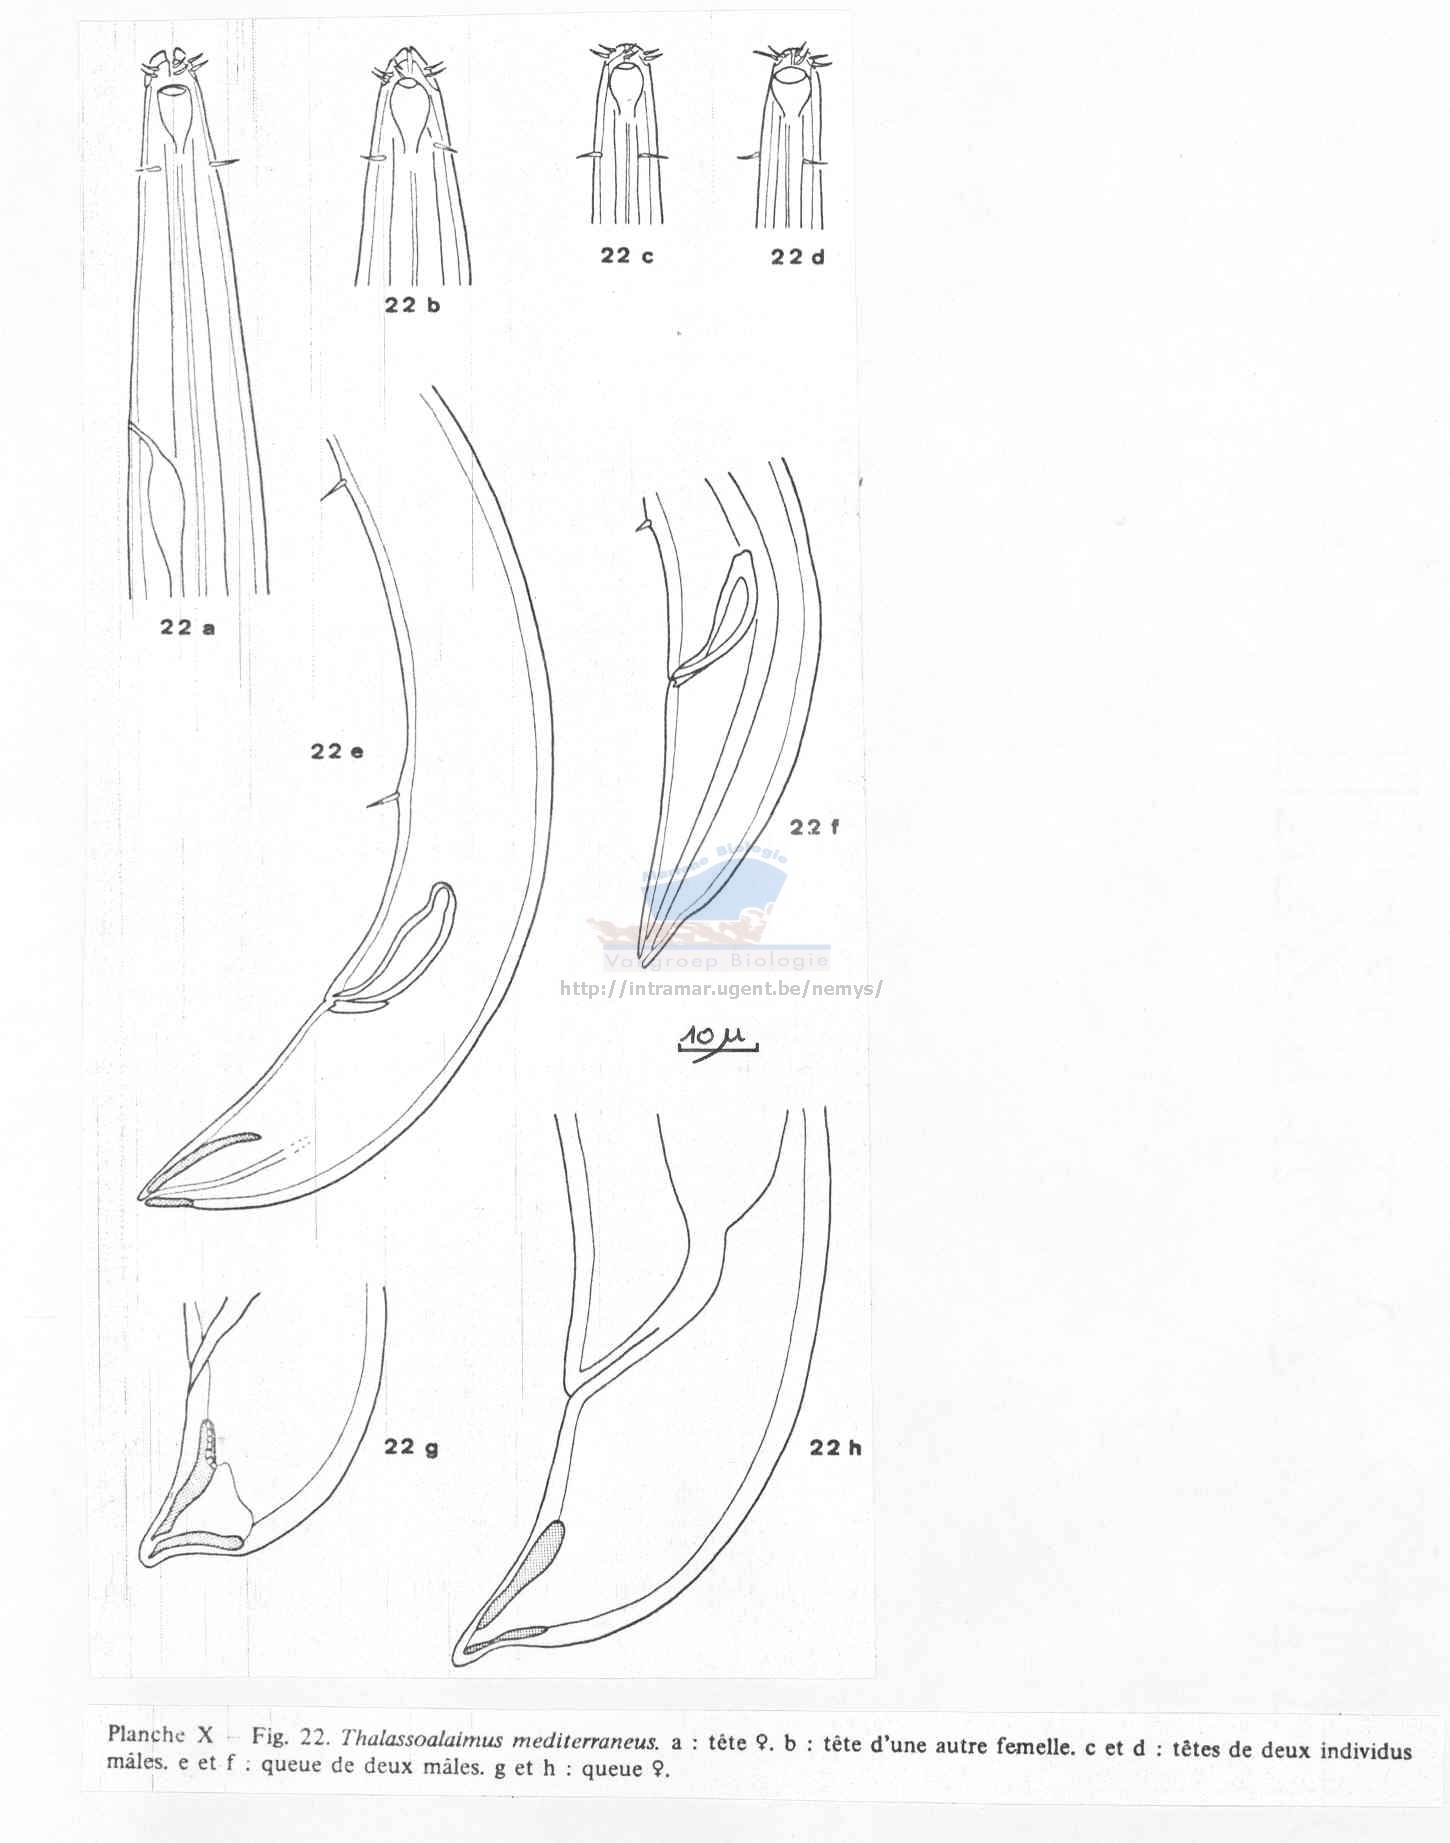 22 a
22 b
22 c
22 d
22 e
22 f
Marene Biologie
Vakgroep Biologie
http://intramar.ugent.be/nemys/
10 µ
22 g
22 h
Planche X – Fig. 22. Thalassoalaimus mediterraneus. a : tête ♀. b : tête d'une autre femelle. c et d : têtes de deux individus
mâles. e et f : queue de deux mâles. g et h : queue ♀.